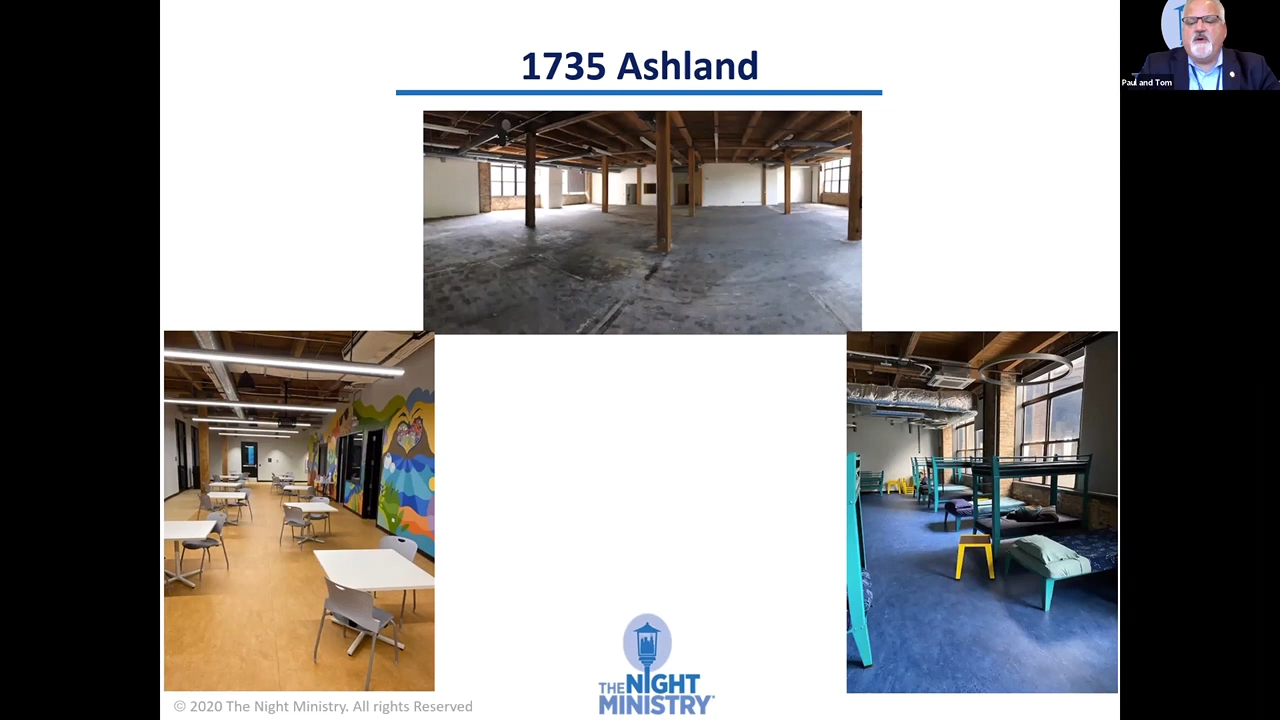 1735 Ashland
Paul and Tom
THE NIGHT
MINISTRY
© 2020 The Night Ministry. All rights Reserved